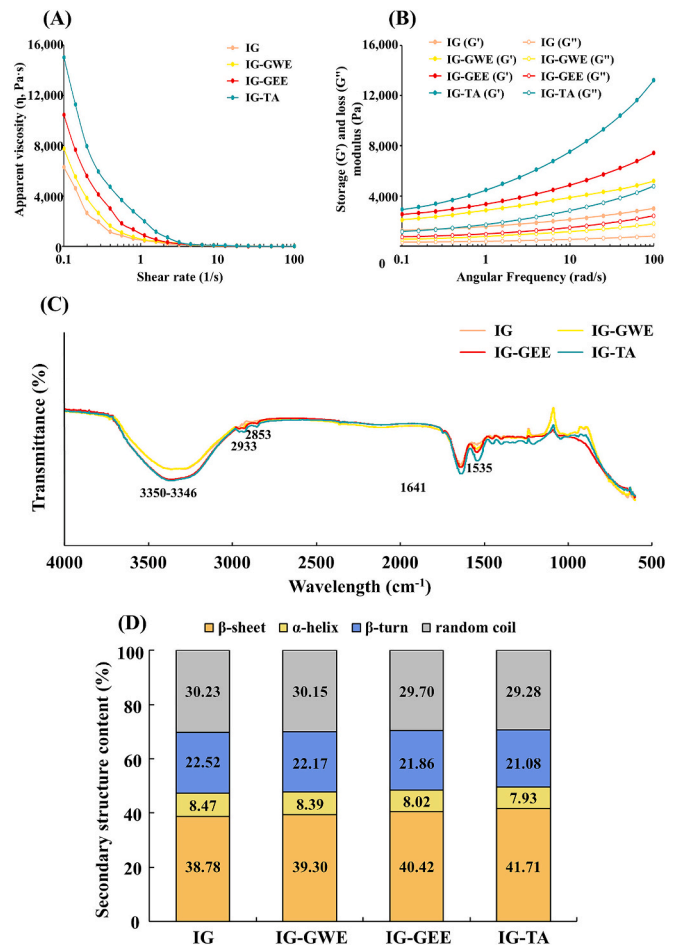 (A)
16,000
12,000
8,000
4,000
0
0.1
1
10
100
Apparent viscosity (η, Pa·s)
Shear rate (1/s)
IG
IG-GWE
IG-GEE
IG-TA
(B)
16,000
12,000
8,000
4,000
0
0.1
1
10
100
Storage (G') and loss (G'')
modulus (Pa)
Angular Frequency (rad/s)
IG (G') IG (G'')
IG-GWE (G') IG-GWE (G'')
IG-GEE (G') IG-GEE (G'')
IG-TA (G') IG-TA (G'')
(C)
IG IG-GWE
IG-GEE IG-TA
Transmittance (%)
2853
2933
3350-3346
1641
1535
4000 3500 3000 2500 2000 1500 1000 500
Wavelength (cm-1)
(D)
β-sheet α-helix β-turn random coil
Secondary structure content (%)
100
80
60
40
20
0
30.23 30.15 29.70 29.28
22.52 22.17 21.86 21.08
8.47 8.39 8.02 7.93
38.78 39.30 40.42 41.71
IG IG-GWE IG-GEE IG-TA